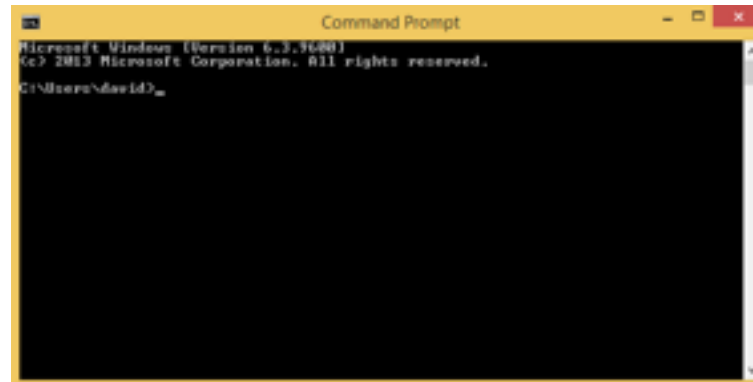 Command Prompt
Microsoft Windows [Version 6.3.9600]
(c) 2013 Microsoft Corporation. All rights reserved.
C:\Users\david>_